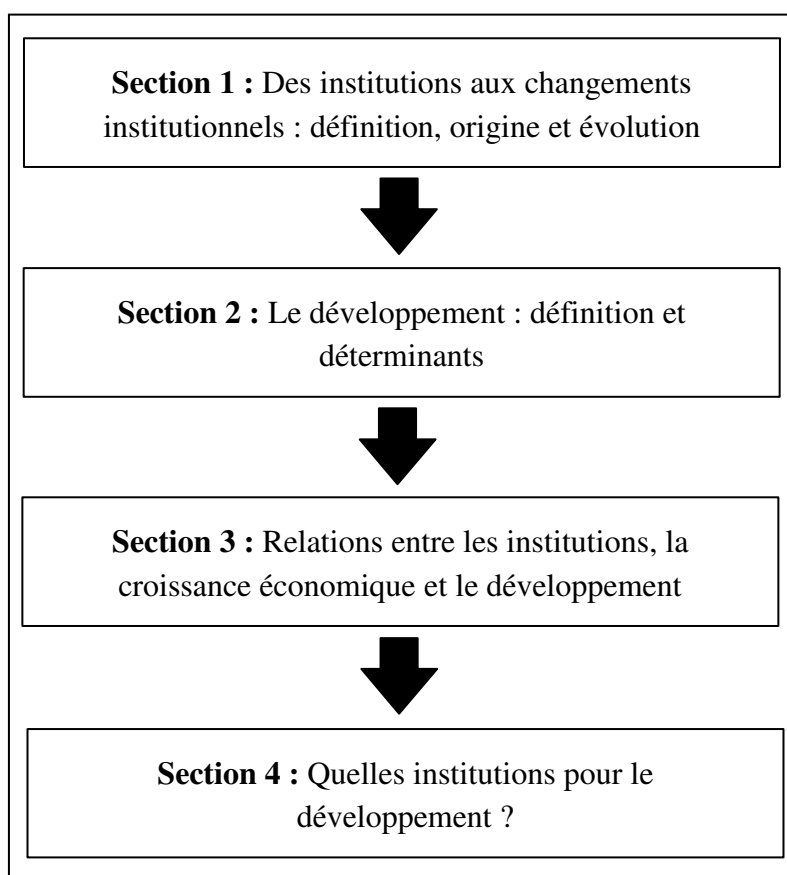 Section 1 : Des institutions aux changements
institutionnels : définition, origine et évolution
Section 2 : Le développement : définition et
déterminants
Section 3 : Relations entre les institutions, la
croissance économique et le développement
Section 4 : Quelles institutions pour le
développement ?